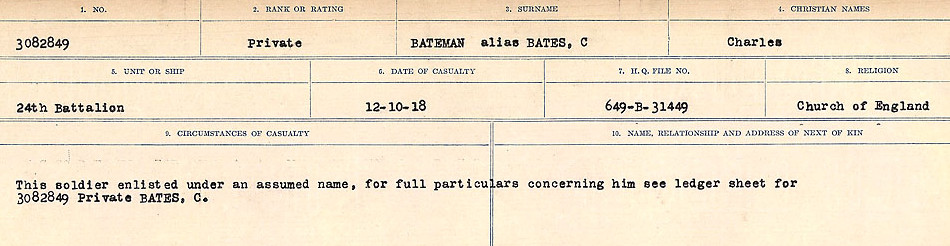 1. NO. 2. RANK OR RATING 3. SURNAME 4. CHRISTIAN NAMES
3082849 Private BATEMAN alias BATES, C Charles
5. UNIT OR SHIP 6. DATE OF CASUALTY 7. H.Q. FILE NO. 8. RELIGION
24th Battalion 12-10-18 649-B-31449 Church of England
9. CIRCUMSTANCES OF CASUALTY 10. NAME, RELATIONSHIP AND ADDRESS OF NEXT OF KIN
This soldier enlisted under an assumed name, for full particulars concerning him see ledger sheet for
3082849 Private BATES, C.